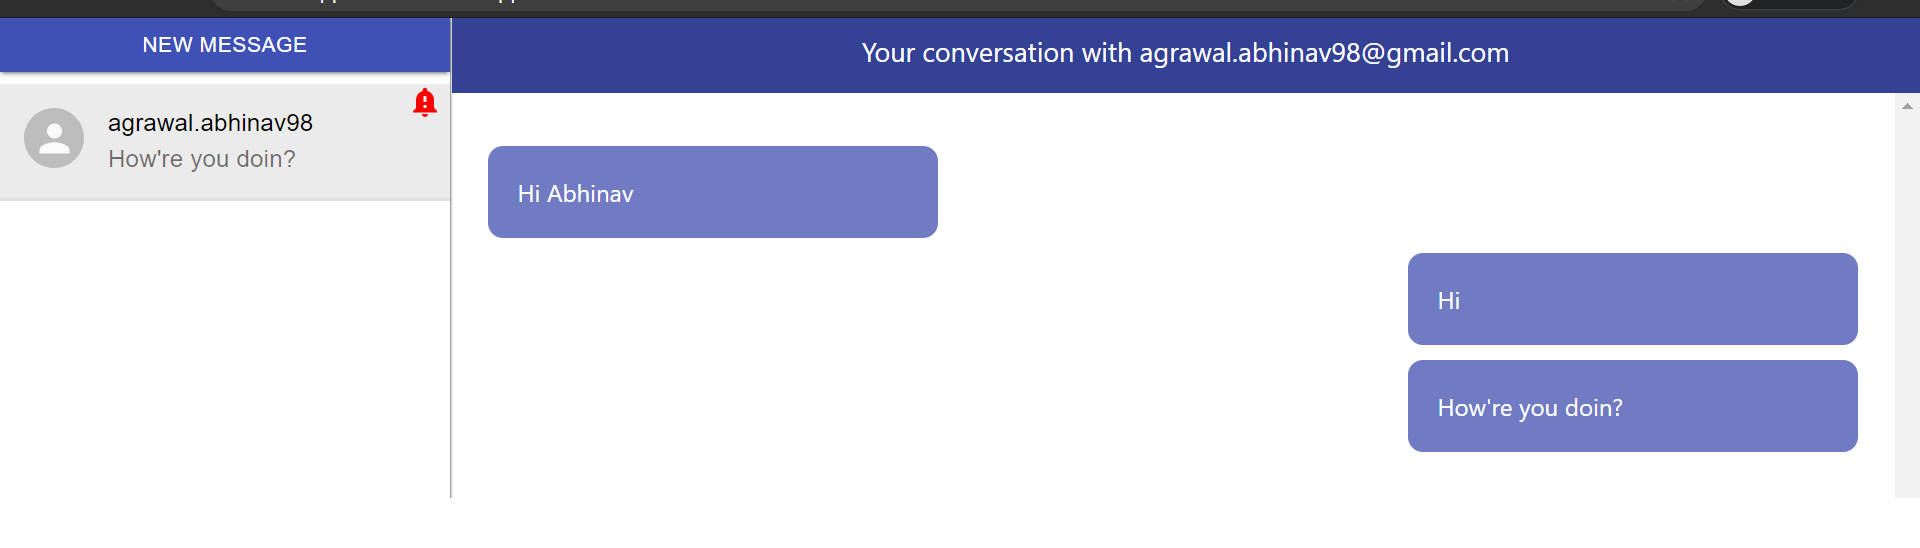 NEW MESSAGE
agrawal.abhinav98
How're you doin?
Your conversation with agrawal.abhinav98@gmail.com
Hi Abhinav
Hi
How're you doin?